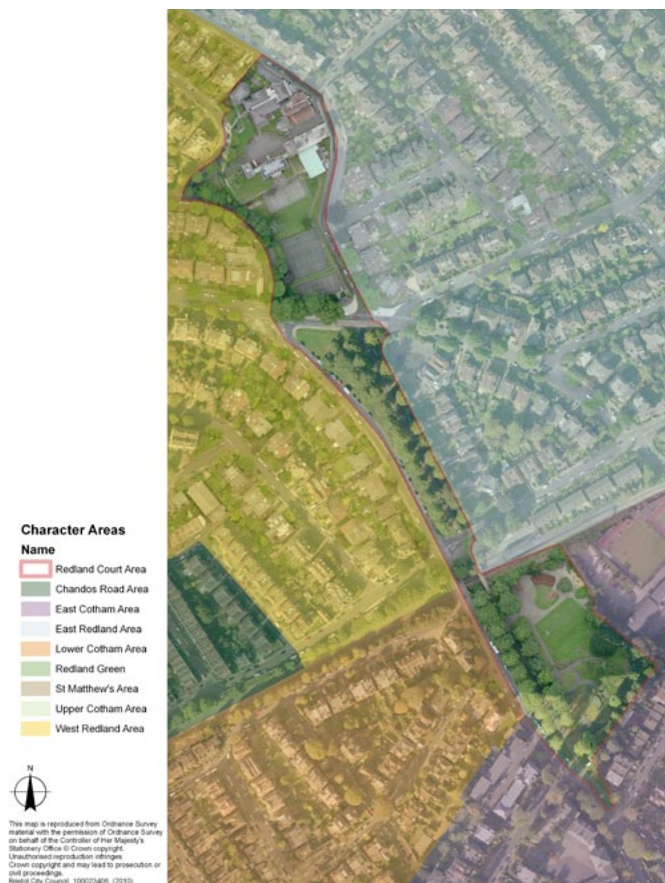 Character Areas
Name
Redland Court Area
Chandos Road Area
East Cotham Area
East Redland Area
Lower Cotham Area
Redland Green
St Matthew's Area
Upper Cotham Area
West Redland Area
N
This map is reproduced from Ordnance Survey
material with the permission of Ordnance Survey
on behalf of the Controller of Her Majesty's
Stationery Office © Crown copyright.
Unauthorised reproduction infringes
Crown copyright and may lead to prosecution or
civil proceedings.
Bristol City Council. 100023406. (2010).